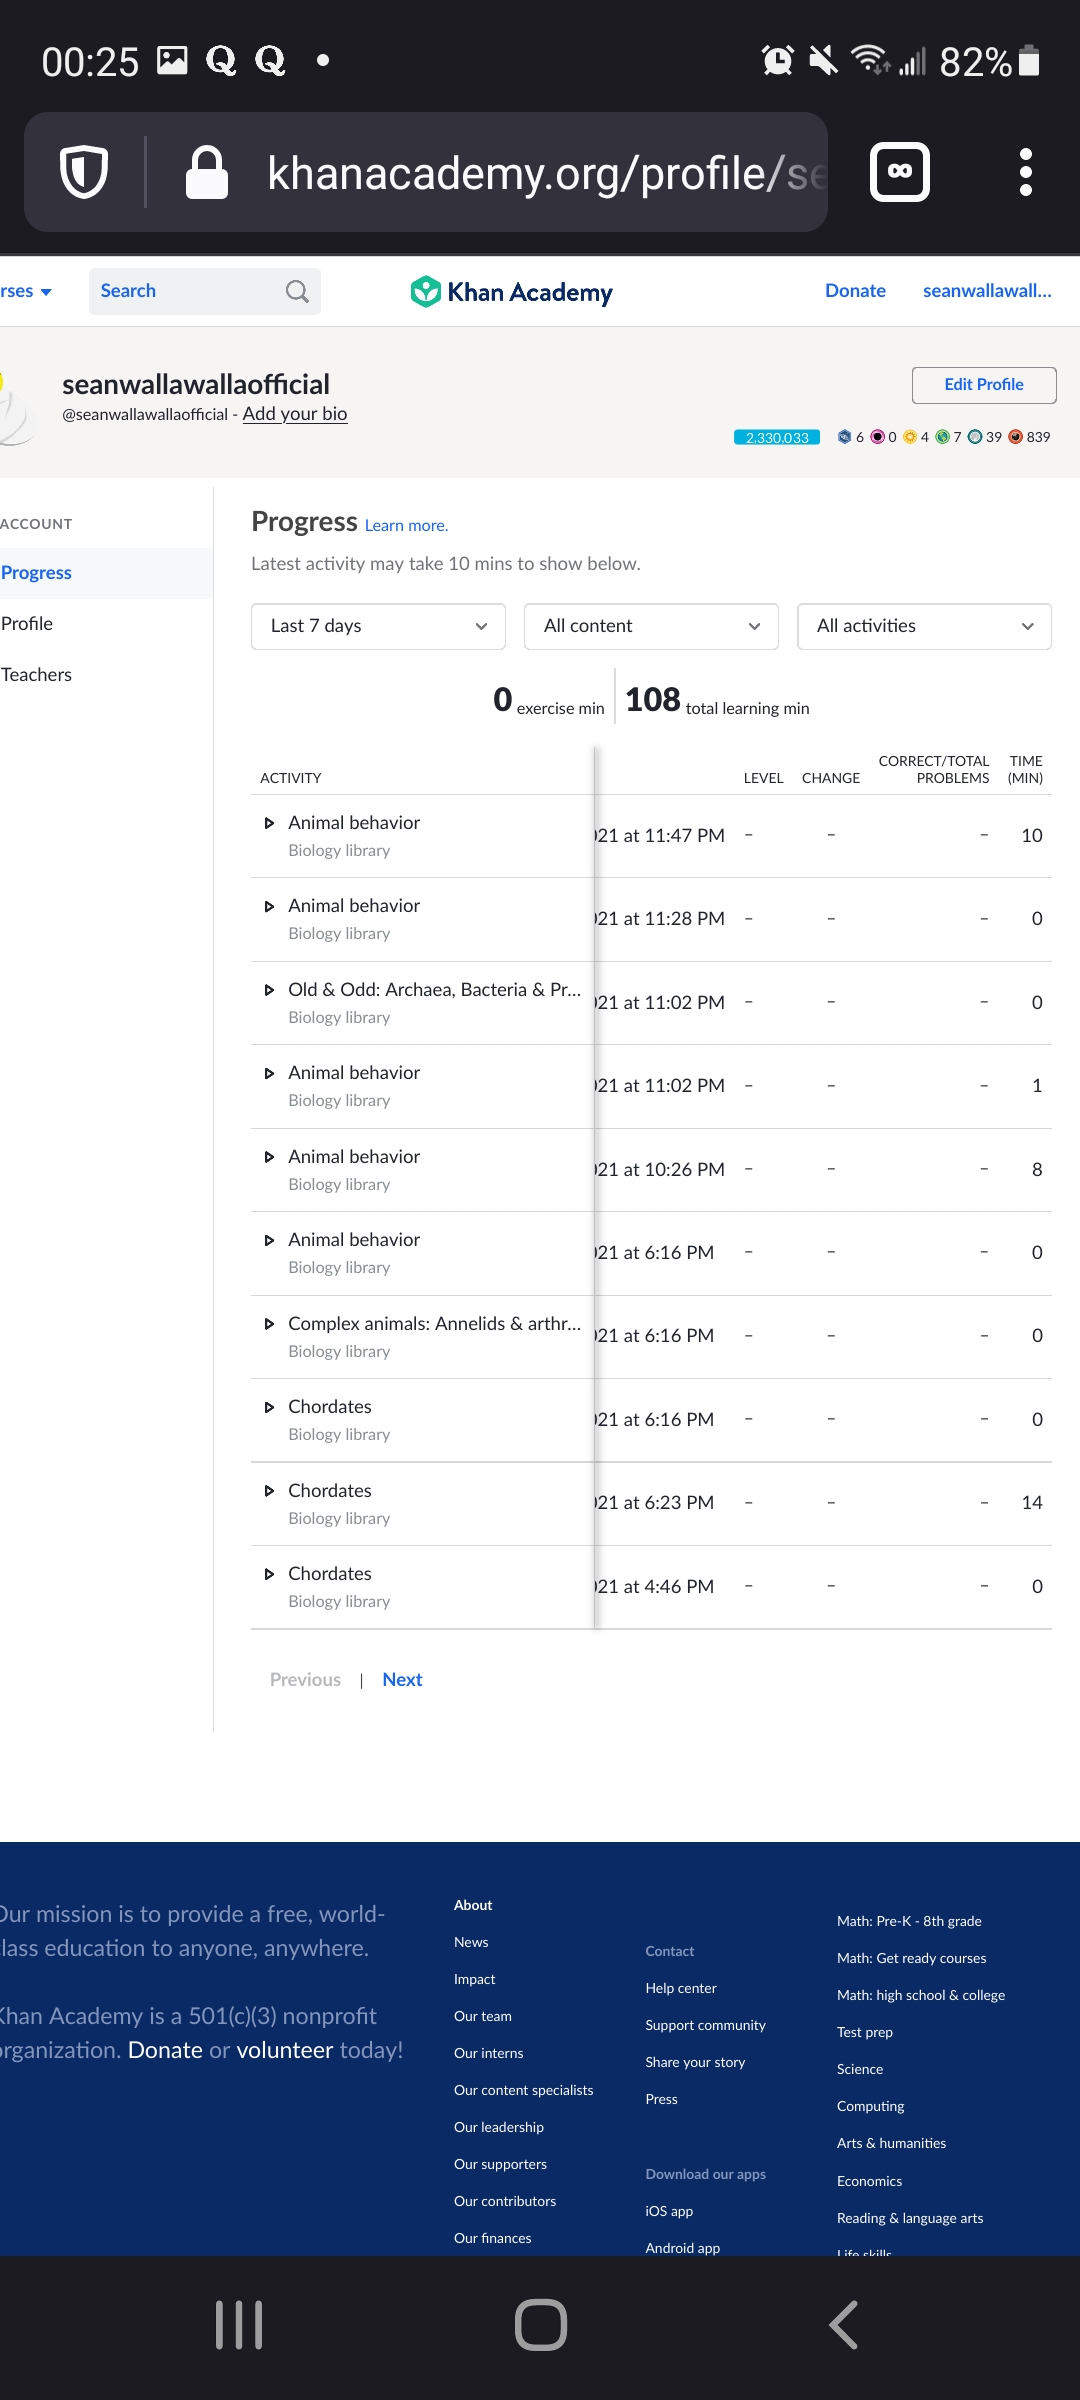 00:25
82%
khanacademy.org/profile/se
rses
Search
Khan Academy
Donate
seanwallawall...
seanwallawallaofficial
@seanwallawallaofficial - Add your bio
Edit Profile
2,330,033 6 0 4 7 39 839
ACCOUNT
Progress
Profile
Teachers
Progress Learn more.
Latest activity may take 10 mins to show below.
Last 7 days
All content
All activities
0 exercise min
108 total learning min
ACTIVITY LEVEL CHANGE CORRECT/TOTAL PROBLEMS TIME (MIN)
Animal behavior
Biology library
021 at 11:47 PM – – – 10
Animal behavior
Biology library
021 at 11:28 PM – – – 0
Old & Odd: Archaea, Bacteria & Pr...
Biology library
021 at 11:02 PM – – – 0
Animal behavior
Biology library
021 at 11:02 PM – – – 1
Animal behavior
Biology library
021 at 10:26 PM – – – 8
Animal behavior
Biology library
021 at 6:16 PM – – – 0
Complex animals: Annelids & arthr...
Biology library
021 at 6:16 PM – – – 0
Chordates
Biology library
021 at 6:16 PM – – – 0
Chordates
Biology library
021 at 6:23 PM – – – 14
Chordates
Biology library
021 at 4:46 PM – – – 0
Previous | Next
Our mission is to provide a free, world-
class education to anyone, anywhere.
Khan Academy is a 501(c)(3) nonprofit
organization. Donate or volunteer today!
About
News
Impact
Our team
Our interns
Our content specialists
Our leadership
Our supporters
Our contributors
Our finances
Contact
Help center
Support community
Share your story
Press
Download our apps
iOS app
Android app
Math: Pre-K - 8th grade
Math: Get ready courses
Math: high school & college
Test prep
Science
Computing
Arts & humanities
Economics
Reading & language arts
Life skills